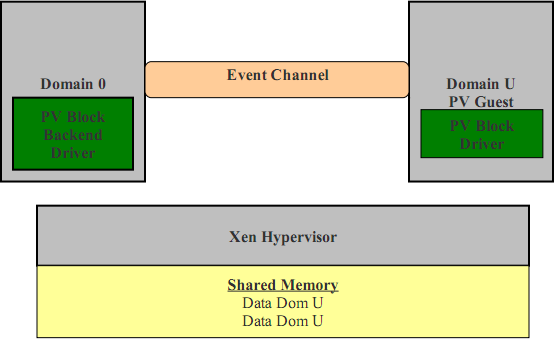 Domain 0
PV Block
Backend
Driver
Event Channel
Domain U
PV Guest
PV Block
Driver
Xen Hypervisor
Shared Memory
Data Dom U
Data Dom U